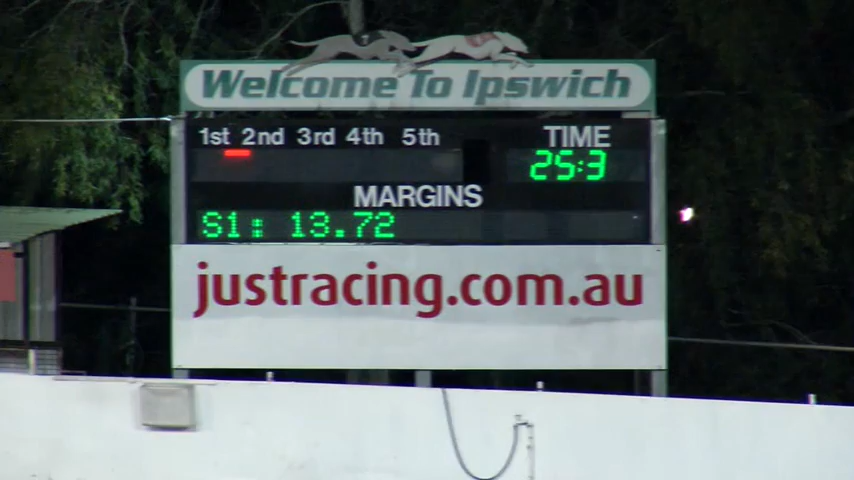 Welcome To Ipswich
1st 2nd 3rd 4th 5th TIME
25:3
MARGINS
S1: 13.72
justracing.com.au